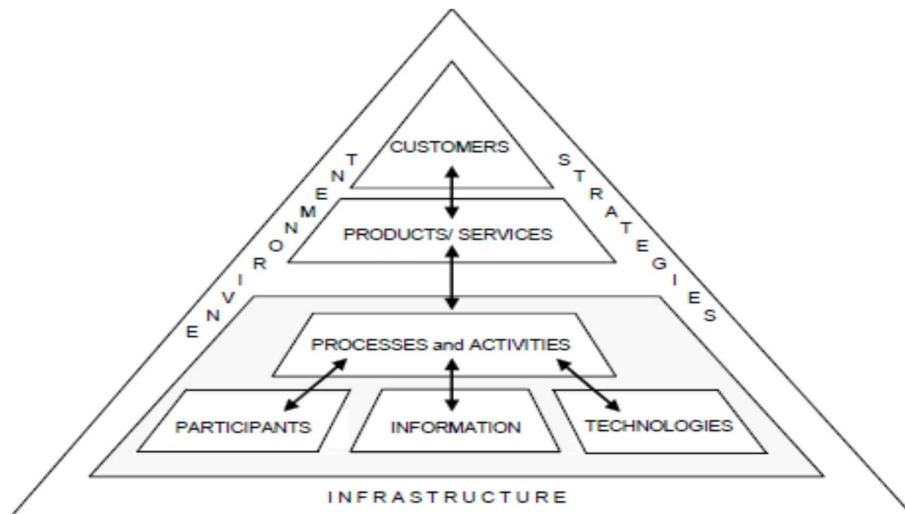 CUSTOMERS
ENVIRONMENT
STRATEGIES
PRODUCTS/ SERVICES
PROCESSES and ACTIVITIES
PARTICIPANTS
INFORMATION
TECHNOLOGIES
INFRASTRUCTURE